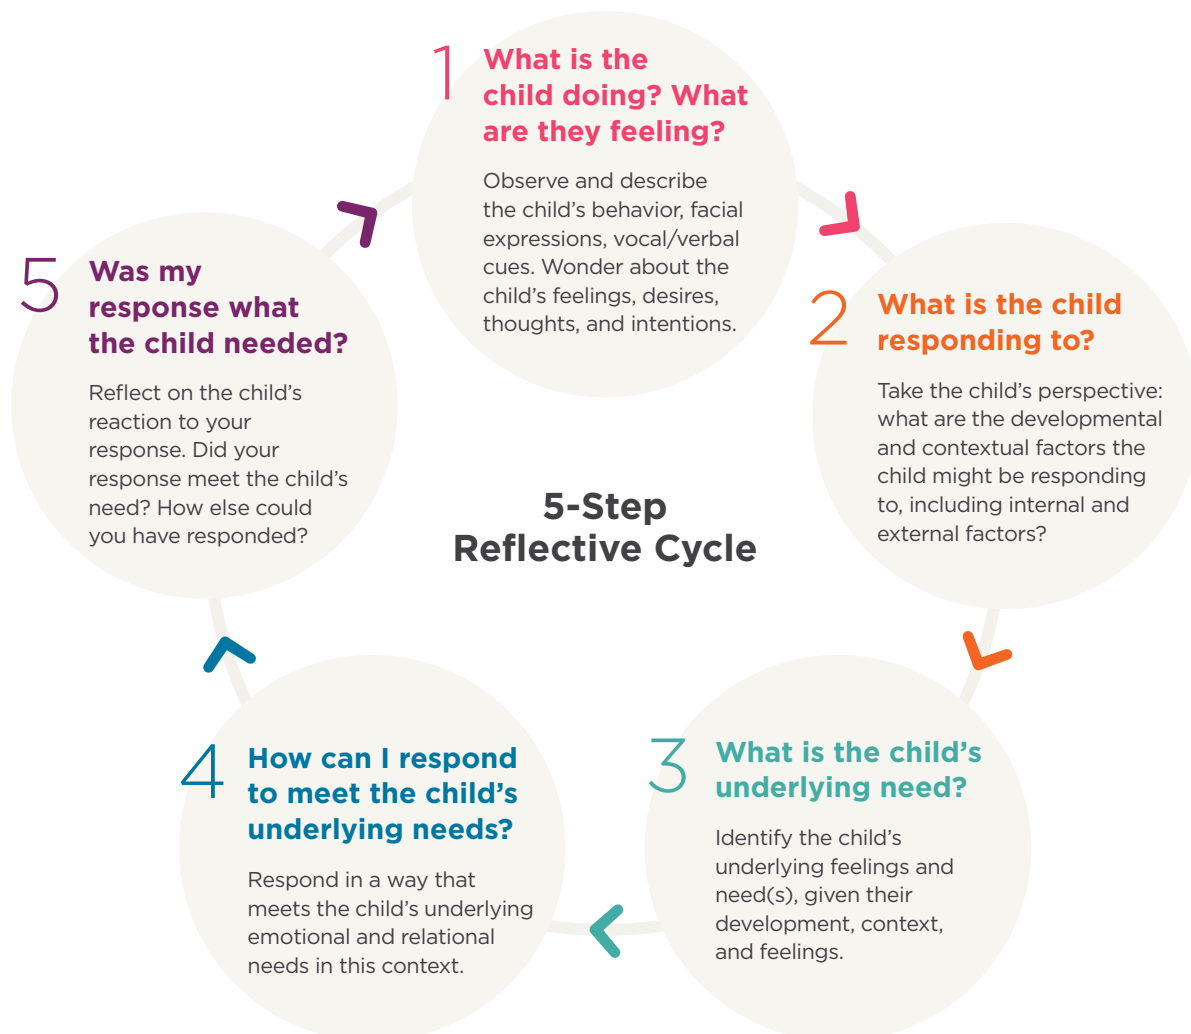 1
What is the
child doing? What
are they feeling?
Observe and describe
the child’s behavior, facial
expressions, vocal/verbal
cues. Wonder about the
child’s feelings, desires,
thoughts, and intentions.
2
What is the child
responding to?
Take the child’s perspective:
what are the developmental
and contextual factors the
child might be responding
to, including internal and
external factors?
3
What is the child’s
underlying need?
Identify the child’s
underlying feelings and
need(s), given their
development, context,
and feelings.
4
How can I respond
to meet the child’s
underlying needs?
Respond in a way that
meets the child’s underlying
emotional and relational
needs in this context.
5
Was my
response what
the child needed?
Reflect on the child’s
reaction to your
response. Did your
response meet the child’s
need? How else could
you have responded?
5-Step
Reflective Cycle